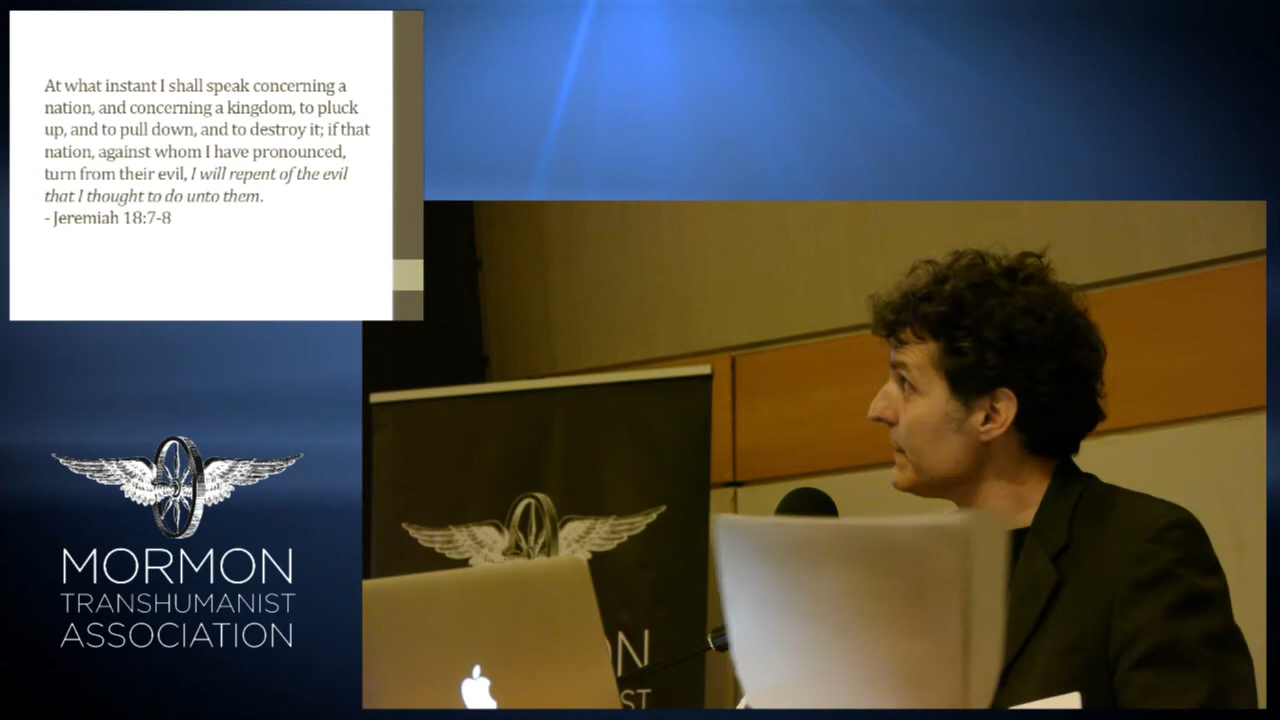 At what instant I shall speak concerning a
nation, and concerning a kingdom, to pluck
up, and to pull down, and to destroy it; if that
nation, against whom I have pronounced,
turn from their evil, I will repent of the evil
that I thought to do unto them.
- Jeremiah 18:7-8
MORMON
TRANSHUMANIST
ASSOCIATION
N
ST